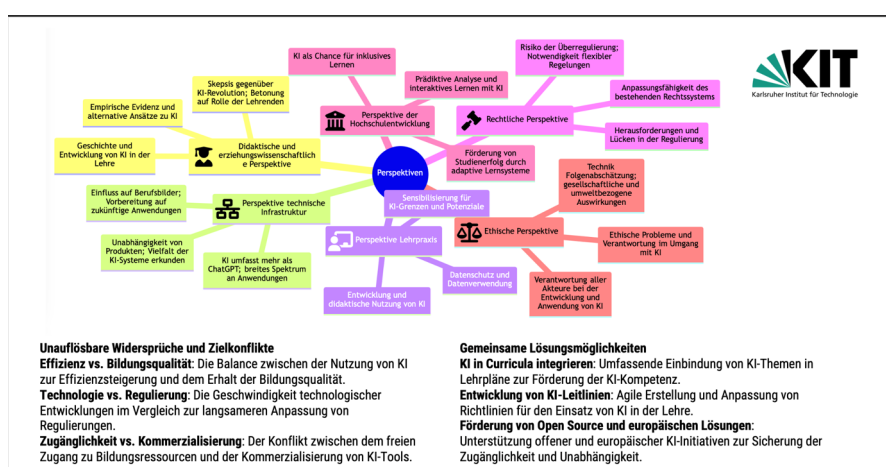 KIT
Karlsruher Institut für Technologie
KI als Chance für inklusives
Lernen
Risiko der Überregulierung;
Notwendigkeit flexibler
Regelungen
Skepsis gegenüber
KI-Revolution; Betonung
auf Rolle der Lehrenden
Prädiktive Analyse und
interaktives Lernen mit KI
Anpassungsfähigkeit des
bestehenden Rechtssystems
Empirische Evidenz und
alternative Ansätze zu KI
Perspektive der
Hochschulentwicklung
Rechtliche Perspektive
Herausforderungen und
Lücken in der Regulierung
Geschichte und
Entwicklung von KI in der
Lehre
Didaktische und
erziehungswissenschaftlich
e Perspektive
Förderung von
Studienerfolg durch
adaptive Lernsysteme
Perspektiven
Technik
Folgenabschätzung;
gesellschaftliche und
umweltbezogene
Auswirkungen
Einfluss auf Berufsbilder;
Vorbereitung auf
zukünftige Anwendungen
Perspektive technische
Infrastruktur
Sensibilisierung für
KI-Grenzen und Potenziale
Ethische Perspektive
Ethische Probleme und
Verantwortung im Umgang
mit KI
Unabhängigkeit von
Produkten; Vielfalt der
KI-Systeme erkunden
Perspektive Lehrpraxis
KI umfasst mehr als
ChatGPT; breites Spektrum
an Anwendungen
Datenschutz und
Datenverwendung
Verantwortung aller
Akteure bei der
Entwicklung und
Anwendung von KI
Entwicklung und
didaktische Nutzung von KI
Unauflösbare Widersprüche und Zielkonflikte
Effizienz vs. Bildungsqualität: Die Balance zwischen der Nutzung von KI
zur Effizienzsteigerung und dem Erhalt der Bildungsqualität.
Technologie vs. Regulierung: Die Geschwindigkeit technologischer
Entwicklungen im Vergleich zur langsameren Anpassung von
Regulierungen.
Zugänglichkeit vs. Kommerzialisierung: Der Konflikt zwischen dem freien
Zugang zu Bildungsressourcen und der Kommerzialisierung von KI-Tools.
Gemeinsame Lösungsmöglichkeiten
KI in Curricula integrieren: Umfassende Einbindung von KI-Themen in
Lehrpläne zur Förderung der KI-Kompetenz.
Entwicklung von KI-Leitlinien: Agile Erstellung und Anpassung von
Richtlinien für den Einsatz von KI in der Lehre.
Förderung von Open Source und europäischen Lösungen:
Unterstützung offener und europäischer KI-Initiativen zur Sicherung der
Zugänglichkeit und Unabhängigkeit.